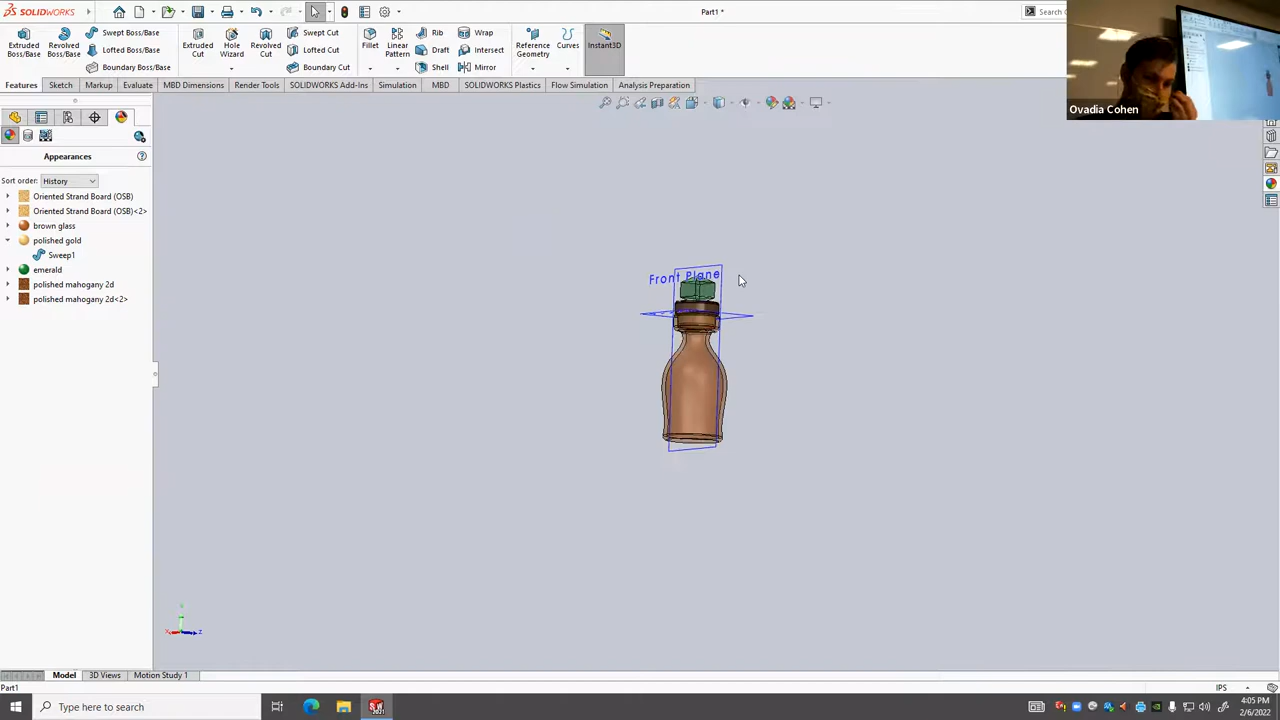 SOLIDWORKS
Part1 *
Search Co
Extruded Boss/Base
Revolved Boss/Base
Swept Boss/Base
Lofted Boss/Base
Boundary Boss/Base
Extruded Cut
Hole Wizard
Revolved Cut
Swept Cut
Lofted Cut
Boundary Cut
Fillet
Linear Pattern
Rib
Draft
Shell
Wrap
Intersect
Mirror
Reference Geometry
Curves
Instant3D
Features Sketch Markup Evaluate MBD Dimensions Render Tools SOLIDWORKS Add-Ins Simulation MBD SOLIDWORKS Plastics Flow Simulation Analysis Preparation
Ovadia Cohen
Appearances
Sort order: History
Oriented Strand Board (OSB)
Oriented Strand Board (OSB)<2>
brown glass
polished gold
Sweep1
emerald
polished mahogany 2d
polished mahogany 2d<2>
Front Plane
x
z
Model 3D Views Motion Study 1
Part1
IPS
Type here to search
2021
4:05 PM
2/6/2022